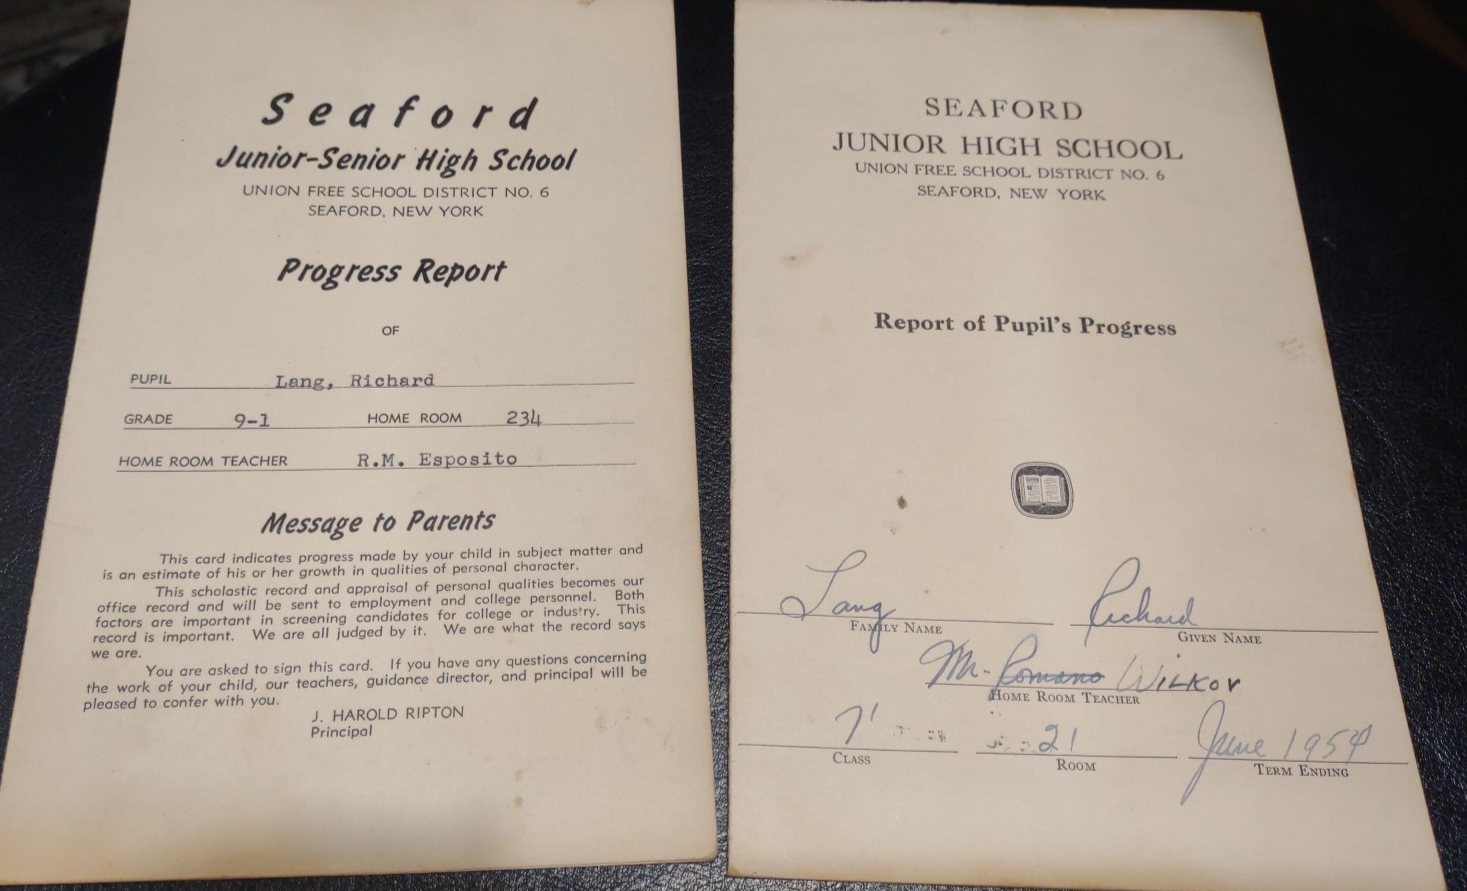 Seaford
Junior-Senior High School
UNION FREE SCHOOL DISTRICT NO. 6
SEAFORD, NEW YORK
Progress Report
OF
PUPIL Lang, Richard
GRADE 9-1 HOME ROOM 234
HOME ROOM TEACHER R.M. Esposito
Message to Parents
This card indicates progress made by your child in subject matter and
is an estimate of his or her growth in qualities of personal character.
This scholastic record and appraisal of personal qualities becomes our
office record and will be sent to employment and college personnel. Both
factors are important in screening candidates for college or industry. This
record is important. We are all judged by it. We are what the record says
we are.
You are asked to sign this card. If you have any questions concerning
the work of your child, our teachers, guidance director, and principal will be
pleased to confer with you.
J. HAROLD RIPTON
Principal
SEAFORD
JUNIOR HIGH SCHOOL
UNION FREE SCHOOL DISTRICT NO. 6
SEAFORD, NEW YORK
Report of Pupil's Progress
Lang Richard
FAMILY NAME GIVEN NAME
Mr. Romano WILKOV
HOME ROOM TEACHER
7' 21 June 1954
CLASS ROOM TERM ENDING